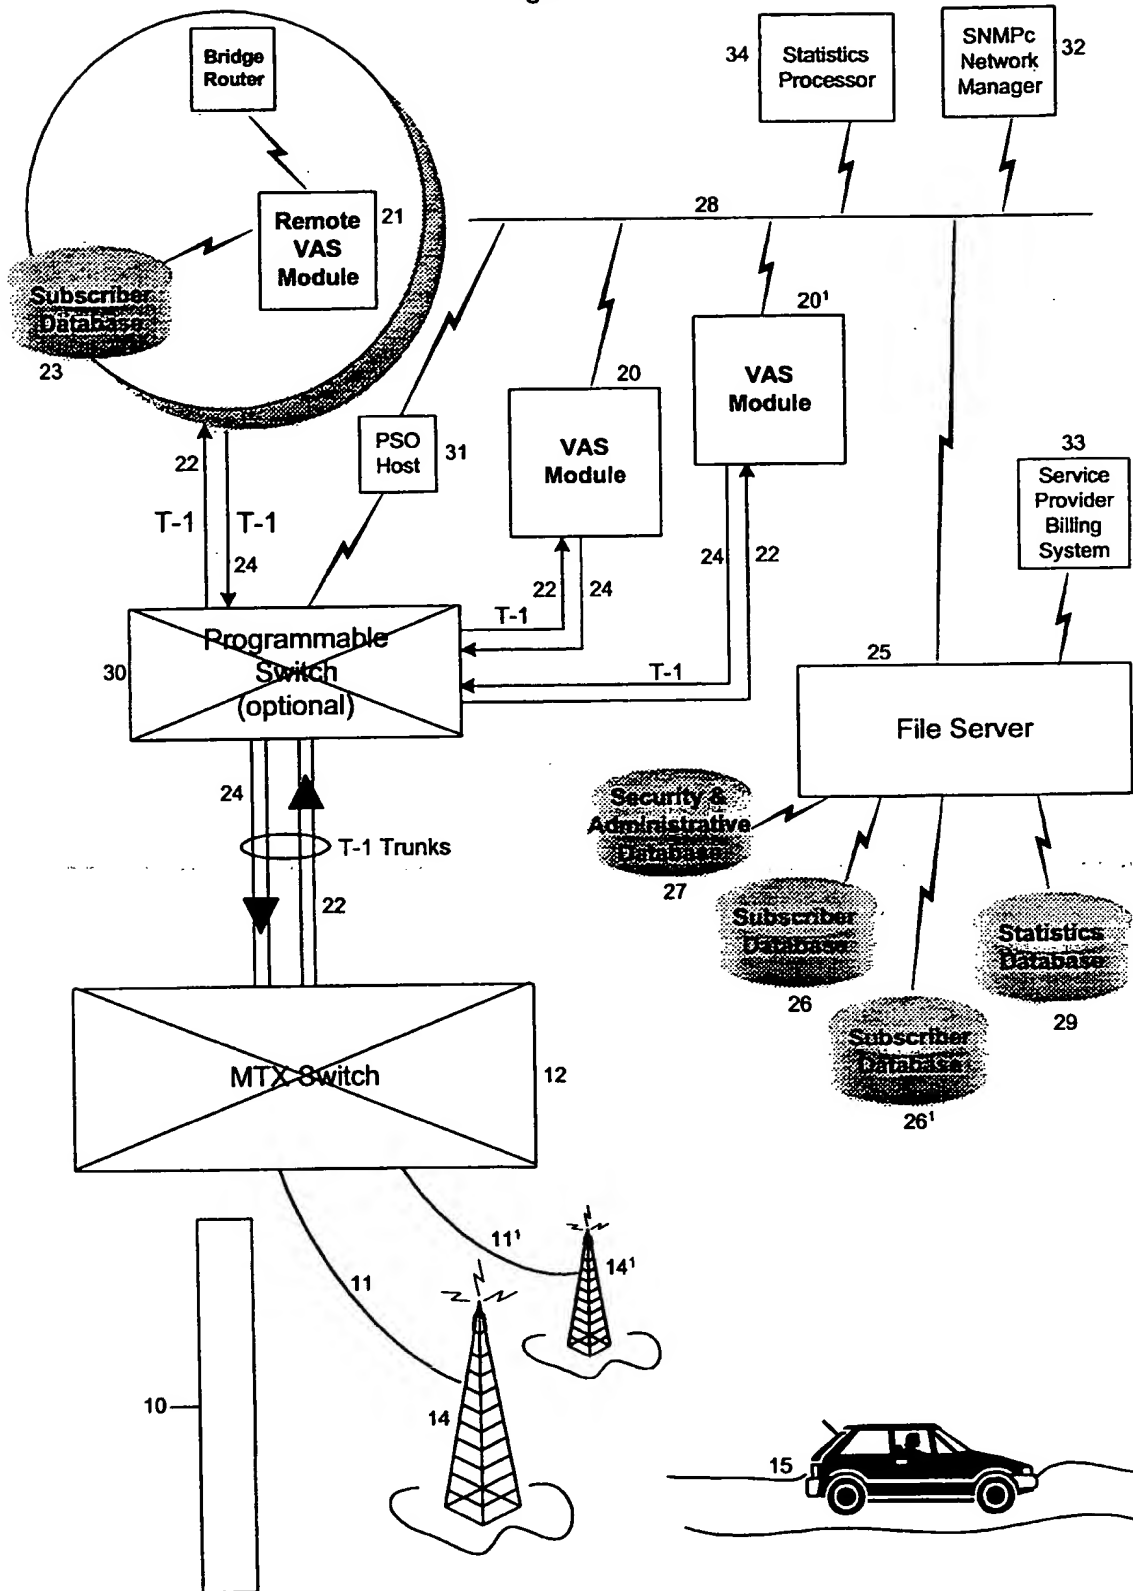 g
Bridge
Router
34
Statistics
Processor
SNMPc
Network
Manager
32
Remote
VAS
Module
21
28
Subscriber
Database
23
20¹
VAS
Module
20
VAS
Module
PSO
Host
31
33
Service
Provider
Billing
System
22
T-1
T-1
24
22
24
T-1
24
22
T-1
30
Programmable
Switch
(optional)
25
File Server
24
T-1 Trunks
22
Security &
Administrative
Database
27
Subscriber
Database
26
Statistics
Database
29
Subscriber
Database
26¹
MTX Switch
12
11
11¹
14¹
10
14
15